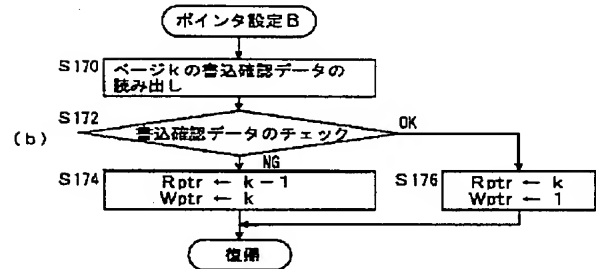 ポインタ設定B
S170
ページkの書込確認データの
読み出し
S172
(b)
書込確認データのチェック
OK
NG
S174
Rptr ← k－1
Wptr ← k
S176
Rptr ← k
Wptr ← 1
復帰